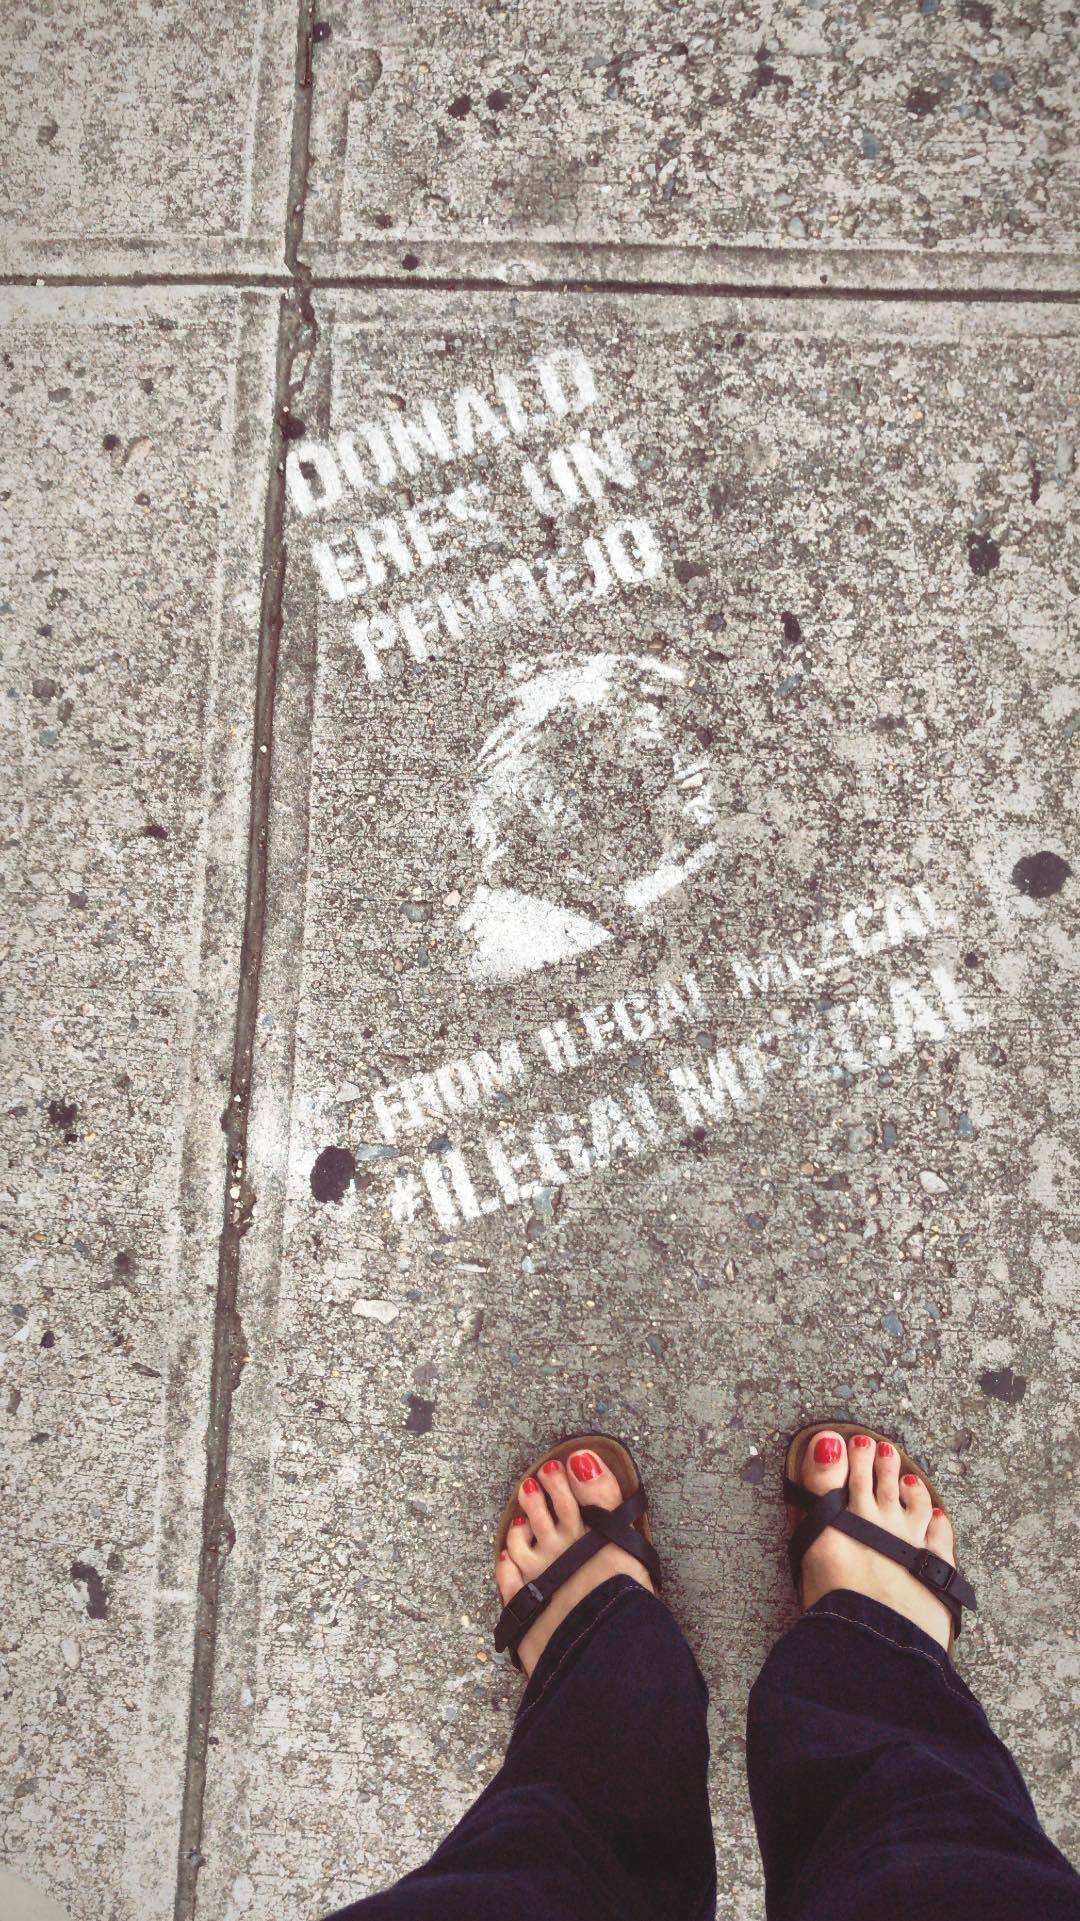 DONALD
ERES UN
PENDEJO
FROM ILEGAL MEZCAL
#ILEGALMEZCAL